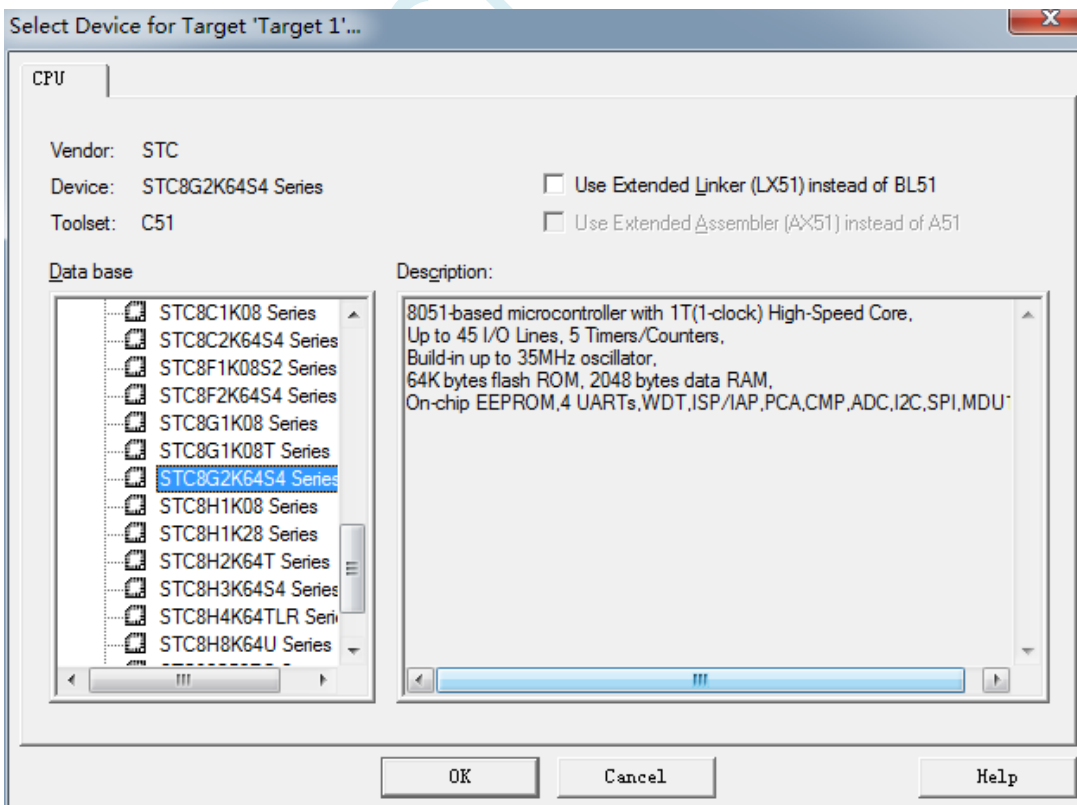 Select Device for Target 'Target 1'...
CPU
Vendor: STC
Device: STC8G2K64S4 Series
Toolset: C51
Use Extended Linker (LX51) instead of BL51
Use Extended Assembler (AX51) instead of A51
Data base
STC8C1K08 Series
STC8C2K64S4 Series
STC8F1K08S2 Series
STC8F2K64S4 Series
STC8G1K08 Series
STC8G1K08T Series
STC8G2K64S4 Series
STC8H1K08 Series
STC8H1K28 Series
STC8H2K64T Series
STC8H3K64S4 Series
STC8H4K64TLR Seri
STC8H8K64U Series
Description:
8051-based microcontroller with 1T(1-clock) High-Speed Core,
Up to 45 I/O Lines, 5 Timers/Counters,
Build-in up to 35MHz oscillator,
64K bytes flash ROM, 2048 bytes data RAM,
On-chip EEPROM,4 UARTs,WDT,ISP/IAP,PCA,CMP,ADC,I2C,SPI,MDU
OK
Cancel
Help